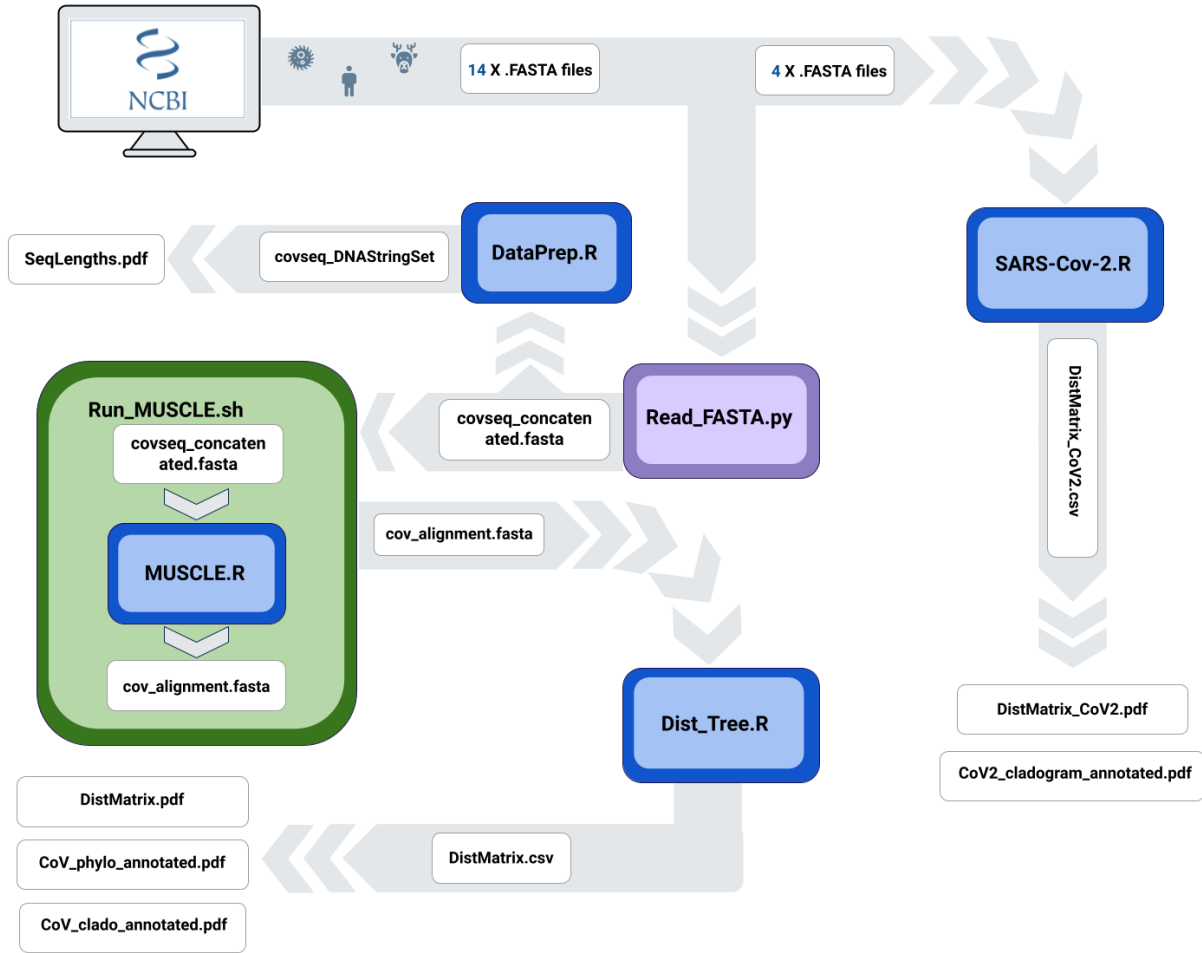 NCBI
14 X .FASTA files
4 X .FASTA files
DataPrep.R
covseq_DNAStringSet
SeqLengths.pdf
SARS-Cov-2.R
DistMatrix_CoV2.csv
Read_FASTA.py
covseq_concaten
ated.fasta
Run_MUSCLE.sh
covseq_concaten
ated.fasta
MUSCLE.R
cov_alignment.fasta
cov_alignment.fasta
Dist_Tree.R
DistMatrix_CoV2.pdf
CoV2_cladogram_annotated.pdf
DistMatrix.csv
DistMatrix.pdf
CoV_phylo_annotated.pdf
CoV_clado_annotated.pdf